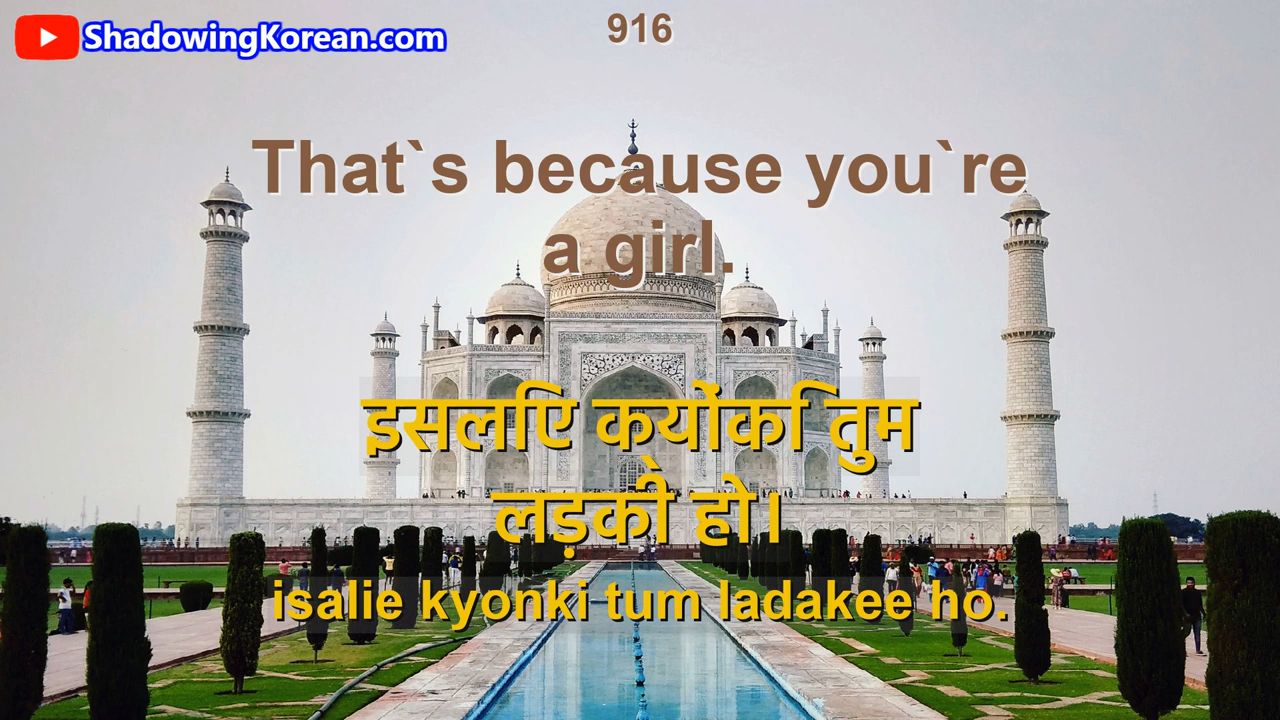 ShadowingKorean.com
916
That`s because you`re
a girl.
इसलिए क्योंकि तुम
लड़की हो।
isalie kyonki tum ladakee ho.